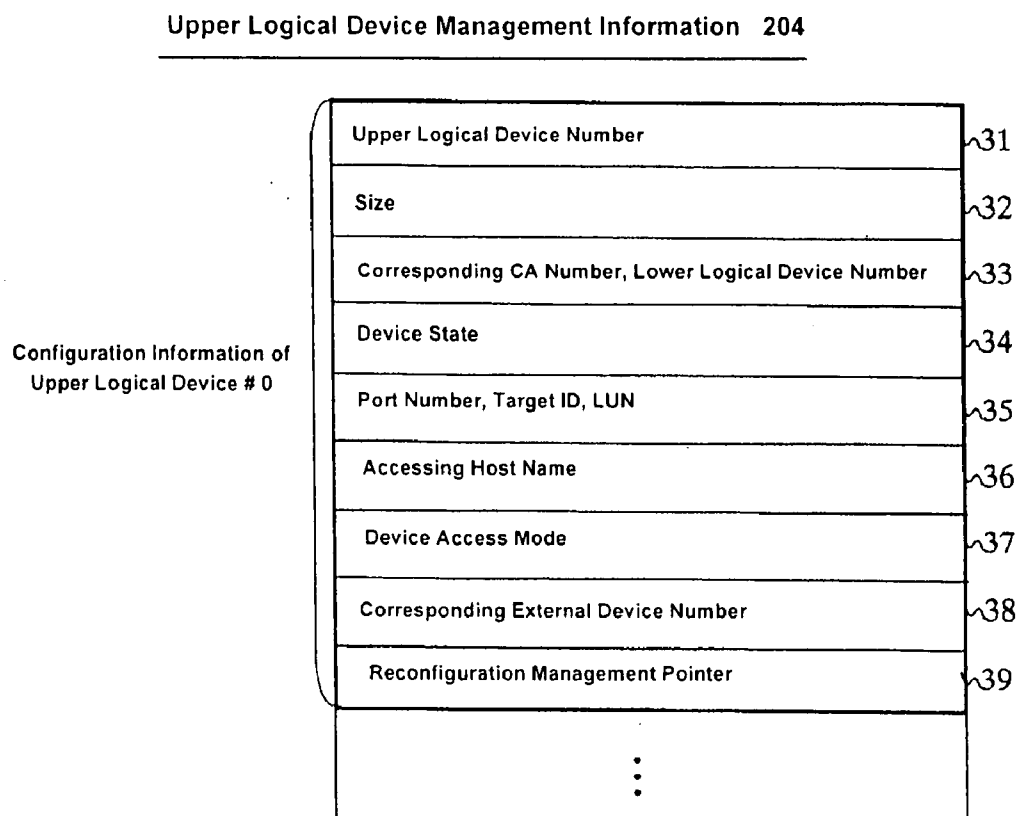 Upper Logical Device Management Information 204
Upper Logical Device Number 31
Size 32
Corresponding CA Number, Lower Logical Device Number 33
Device State 34
Configuration Information of
Upper Logical Device # 0
Port Number, Target ID, LUN 35
Accessing Host Name 36
Device Access Mode 37
Corresponding External Device Number 38
Reconfiguration Management Pointer 39